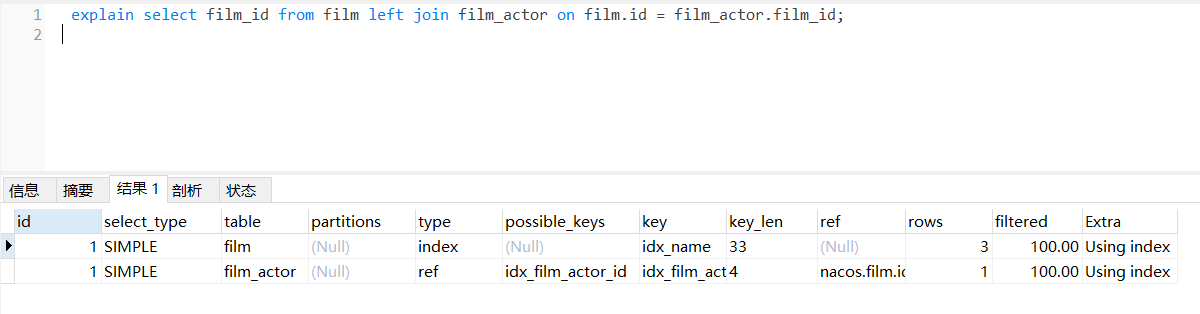 1 explain select film_id from film left join film_actor on film.id = film_actor.film_id;
2
信息 摘要 结果 1 剖析 状态
id select_type table partitions type possible_keys key key_len ref rows filtered Extra
1 SIMPLE film (Null) index (Null) idx_name 33 (Null) 3 100.00 Using index
1 SIMPLE film_actor (Null) ref idx_film_actor_id idx_film_act 4 nacos.film.id 1 100.00 Using index